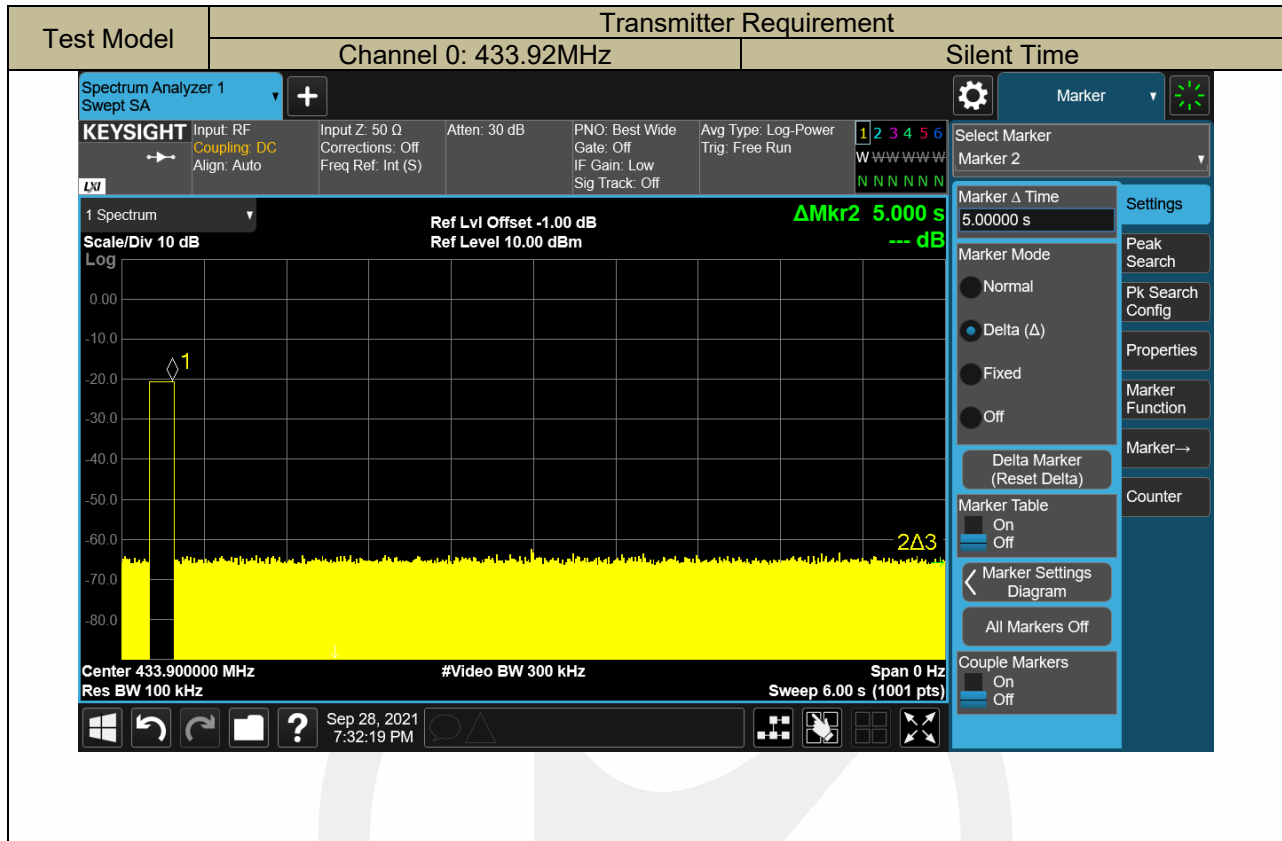 Test Model
Transmitter Requirement
Channel 0: 433.92MHz
Silent Time
Spectrum Analyzer 1
Swept SA
Marker
KEYSIGHT
Input: RF
Coupling: DC
Align: Auto
Input Z: 50 Ω
Corrections: Off
Freq Ref: Int (S)
Atten: 30 dB
PNO: Best Wide
Gate: Off
IF Gain: Low
Sig Track: Off
Avg Type: Log-Power
Trig: Free Run
1 2 3 4 5 6
W W W W W W
N N N N N N
LXI
Select Marker
Marker 2
1 Spectrum
Scale/Div 10 dB
Log
Ref Lvl Offset -1.00 dB
Ref Level 10.00 dBm
ΔMkr2 5.000 s
--- dB
0.00
-10.0
-20.0
-30.0
-40.0
-50.0
-60.0
-70.0
-80.0
1
2Δ3
Center 433.900000 MHz
Res BW 100 kHz
#Video BW 300 kHz
Span 0 Hz
Sweep 6.00 s (1001 pts)
Marker Δ Time
5.00000 s
Marker Mode
Normal
Delta (Δ)
Fixed
Off
Delta Marker
(Reset Delta)
Marker Table
On
Off
Marker Settings
Diagram
All Markers Off
Couple Markers
On
Off
Settings
Peak
Search
Pk Search
Config
Properties
Marker
Function
Marker→
Counter
?
Sep 28, 2021
7:32:19 PM